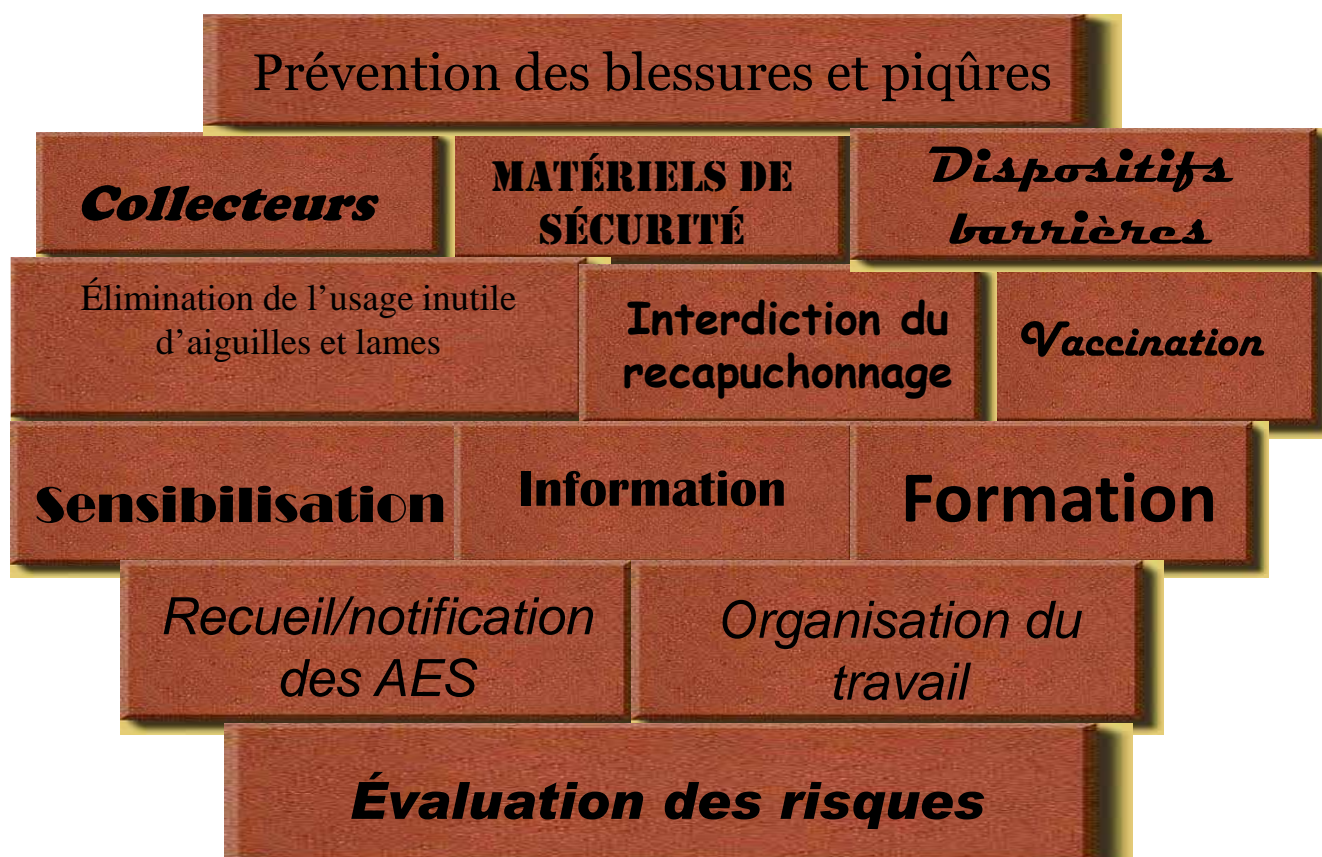 Prévention des blessures et piqûres
Collecteurs
MATÉRIELS DE
SÉCURITÉ
Dispositifs
barrières
Élimination de l’usage inutile
d’aiguilles et lames
Interdiction du
recapuchonnage
Vaccination
Sensibilisation
Information
Formation
Recueil/notification
des AES
Organisation du
travail
Évaluation des risques